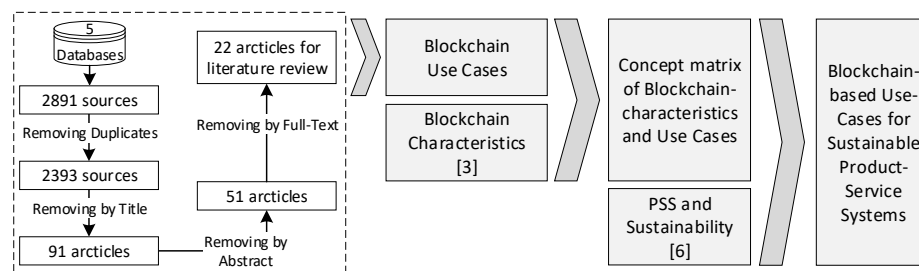 5
Databases
2891 sources
Removing Duplicates
2393 sources
Removing by Title
91 arcticles
Removing by
Abstract
51 arcticles
Removing by Full-Text
22 arcticles for
literature review
Blockchain
Use Cases
Blockchain
Characteristics
[3]
Concept matrix
of Blockchain-
characteristics
and Use Cases
PSS and
Sustainability
[6]
Blockchain-
based Use-
Cases for
Sustainable
Product-
Service
Systems